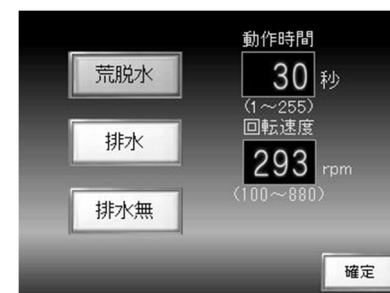 荒脱水
排水
排水無
動作時間
30 秒
(1～255)
回転速度
293 rpm
(100～880)
確定